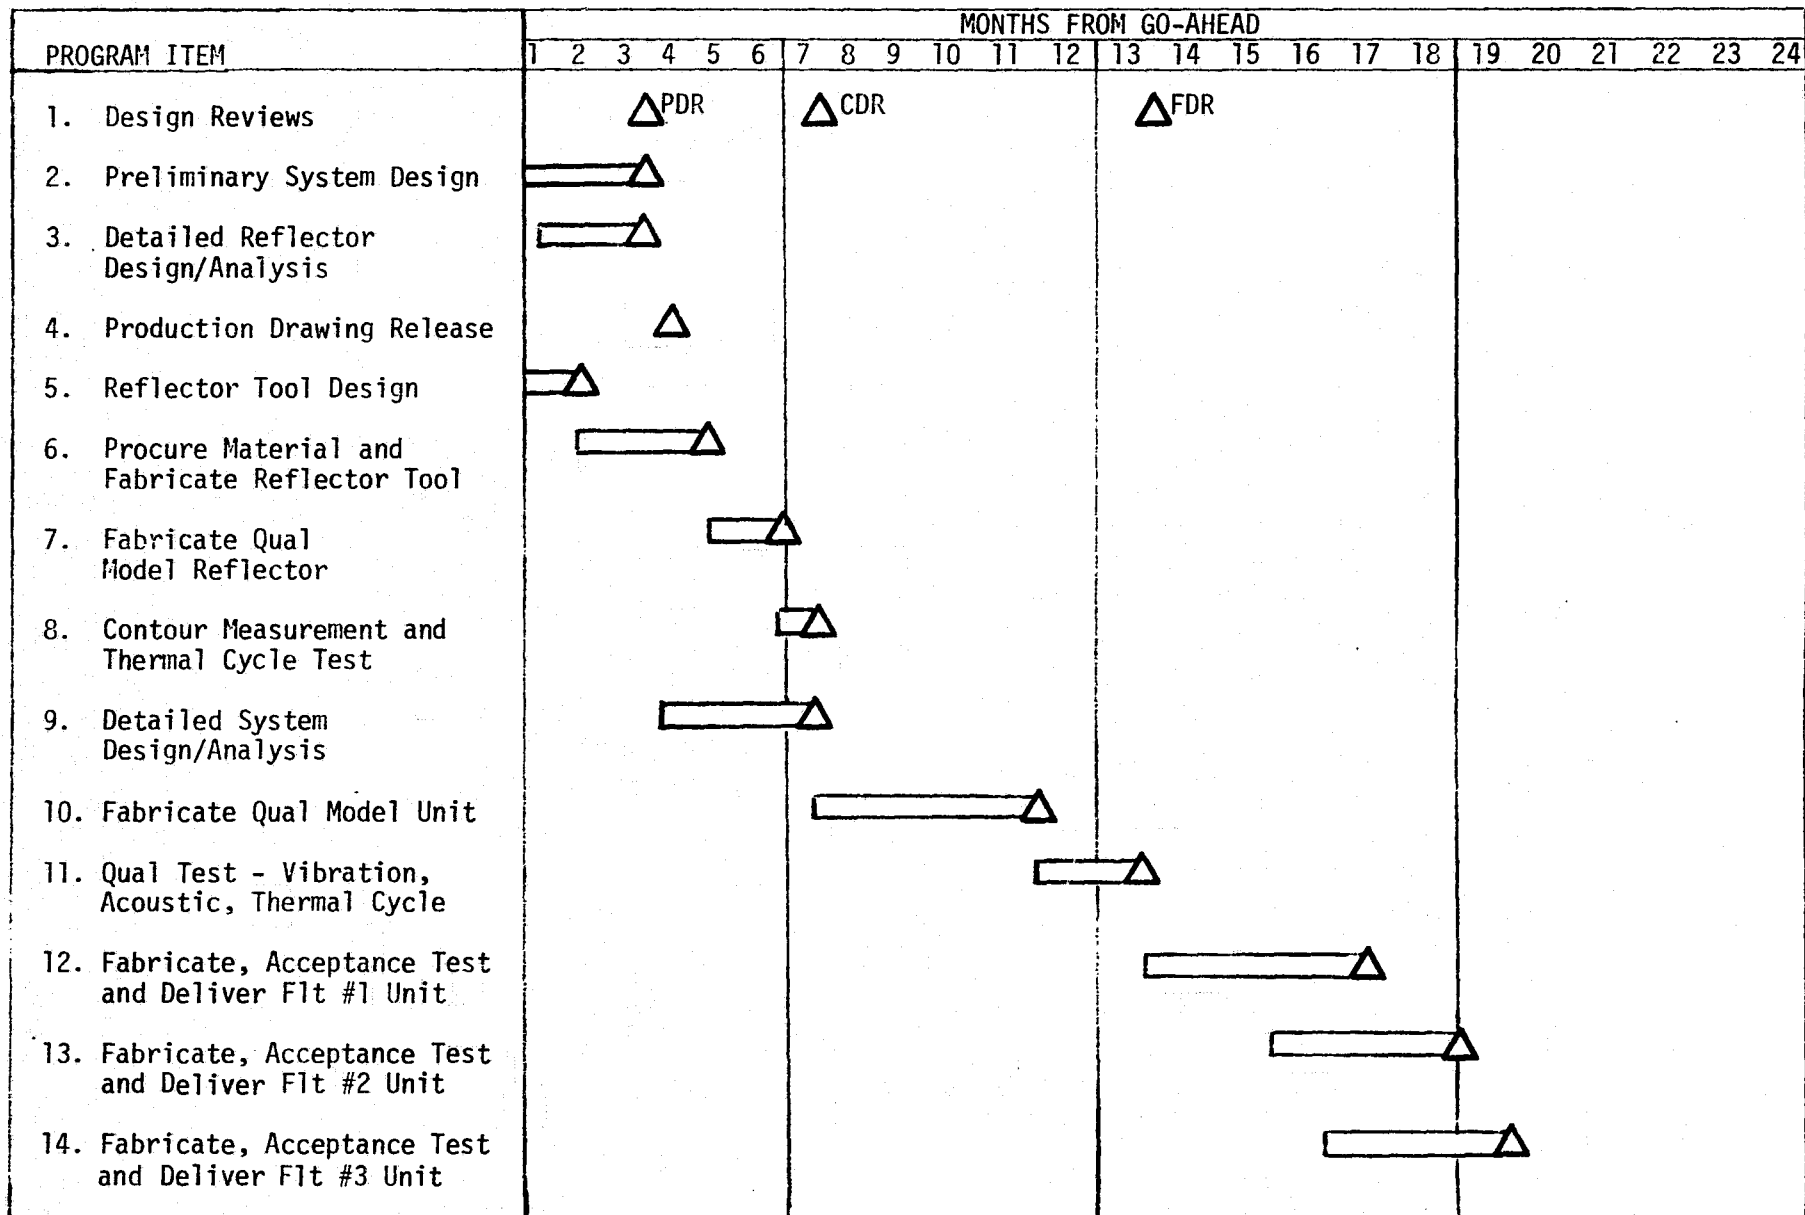 MONTHS FROM GO-AHEAD
PROGRAM ITEM 1 2 3 4 5 6 7 8 9 10 11 12 13 14 15 16 17 18 19 20 21 22 23 24
1. Design Reviews PDR CDR FDR
2. Preliminary System Design
3. Detailed Reflector
Design/Analysis
4. Production Drawing Release
5. Reflector Tool Design
6. Procure Material and
Fabricate Reflector Tool
7. Fabricate Qual
Model Reflector
8. Contour Measurement and
Thermal Cycle Test
9. Detailed System
Design/Analysis
10. Fabricate Qual Model Unit
11. Qual Test - Vibration,
Acoustic, Thermal Cycle
12. Fabricate, Acceptance Test
and Deliver Flt #1 Unit
13. Fabricate, Acceptance Test
and Deliver Flt #2 Unit
14. Fabricate, Acceptance Test
and Deliver Flt #3 Unit